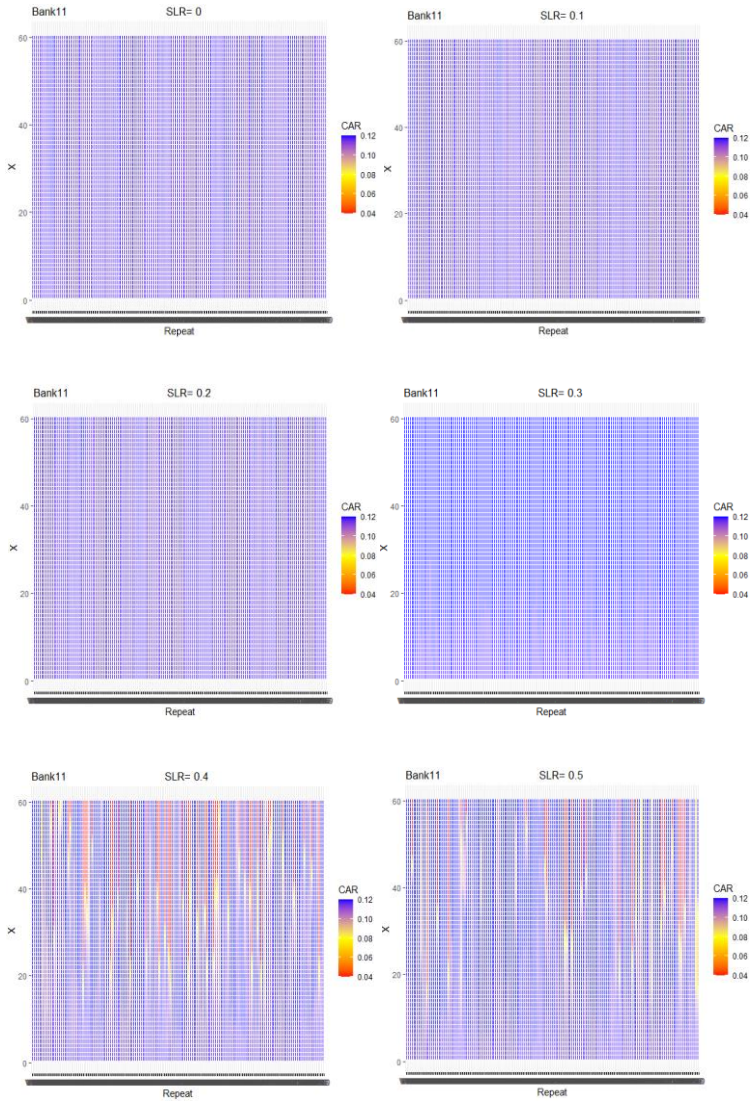 Bank11 SLR= 0
60
40
20
0
X
Repeat
CAR
0.12
0.10
0.08
0.06
0.04
Bank11 SLR= 0.1
60
40
20
0
X
Repeat
CAR
0.12
0.10
0.08
0.06
0.04
Bank11 SLR= 0.2
60
40
20
0
X
Repeat
CAR
0.12
0.10
0.08
0.06
0.04
Bank11 SLR= 0.3
60
40
20
0
X
Repeat
CAR
0.12
0.10
0.08
0.06
0.04
Bank11 SLR= 0.4
60
40
20
0
X
Repeat
CAR
0.12
0.10
0.08
0.06
0.04
Bank11 SLR= 0.5
60
40
20
0
X
Repeat
CAR
0.12
0.10
0.08
0.06
0.04